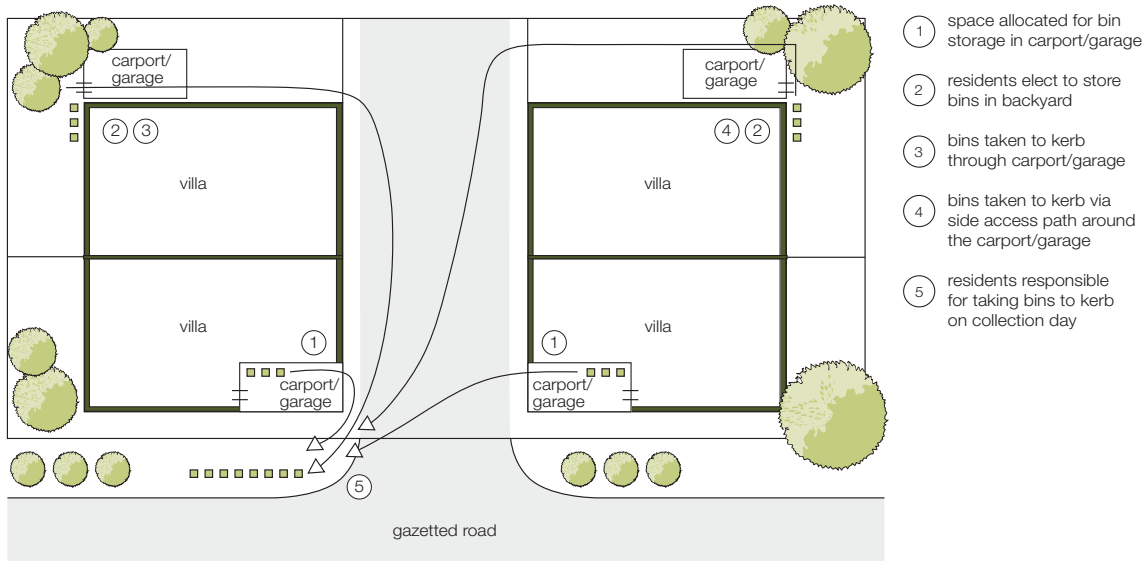 carport/
garage
2 3
villa
villa
1
carport/
garage
carport/
garage
4 2
villa
villa
1
carport/
garage
5
gazetted road
1 space allocated for bin
storage in carport/garage
2 residents elect to store
bins in backyard
3 bins taken to kerb
through carport/garage
4 bins taken to kerb via
side access path around
the carport/garage
5 residents responsible
for taking bins to kerb
on collection day